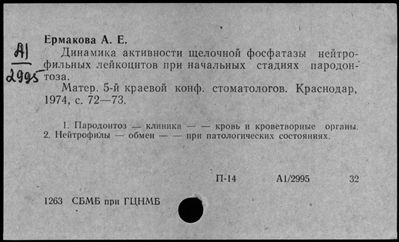 Ермакова А. Е.
А1
2995
Динамика активности щелочной фосфатазы нейтро-
фильных лейкоцитов при начальных стадиях пародон-
тоза.
Матер. 5-й краевой конф. стоматологов. Краснодар,
1974, с. 72—73.
1. Пародонтоз — клиника — — кровь и кроветворные органы.
2. Нейтрофилы — обмен — — при патологических состояниях.
П-14 А1/2995 32
1263 СБМБ при ГЦНМБ